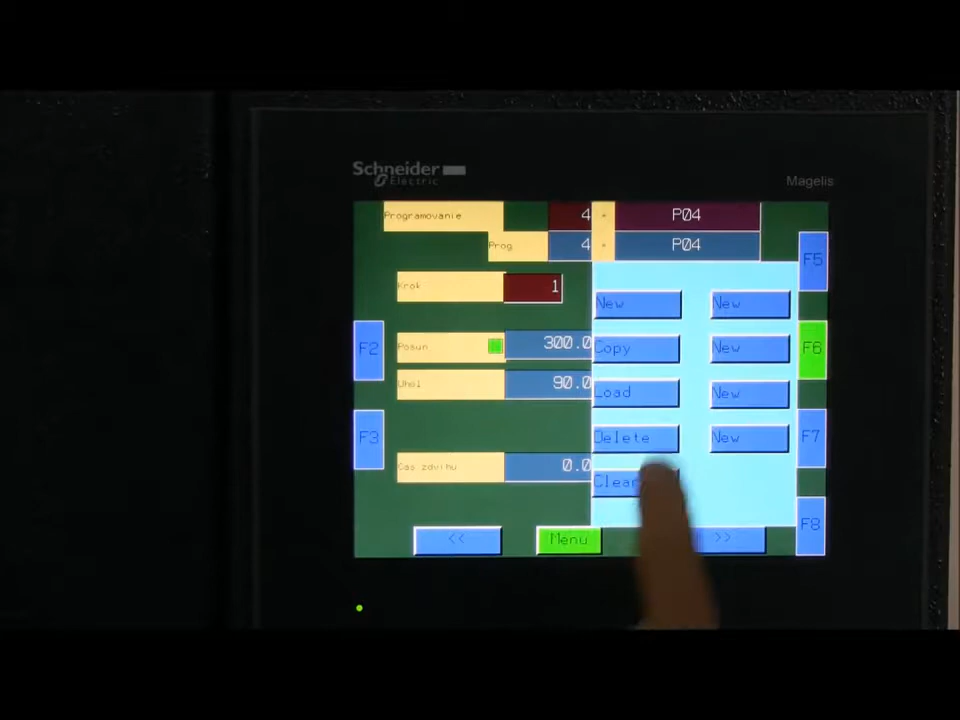 Schneider
Electric
Magelis
Programovanie 4 P04
Prog 4 P04
F5
Krok 1
New New
F2 Posun 300.0 Copy New F6
Uhol 90.0 Load New
F3 Delete New F7
Cas zdvihu 0.0 Clear
F8
<< Menu >>